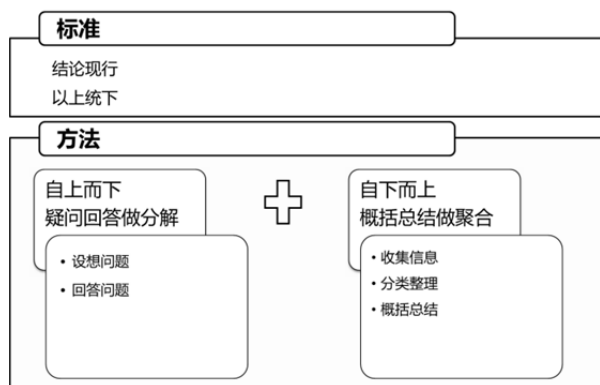 标准
结论现行
以上统下
方法
自上而下
疑问回答做分解
• 设想问题
• 回答问题
自下而上
概括总结做聚合
• 收集信息
• 分类整理
• 概括总结